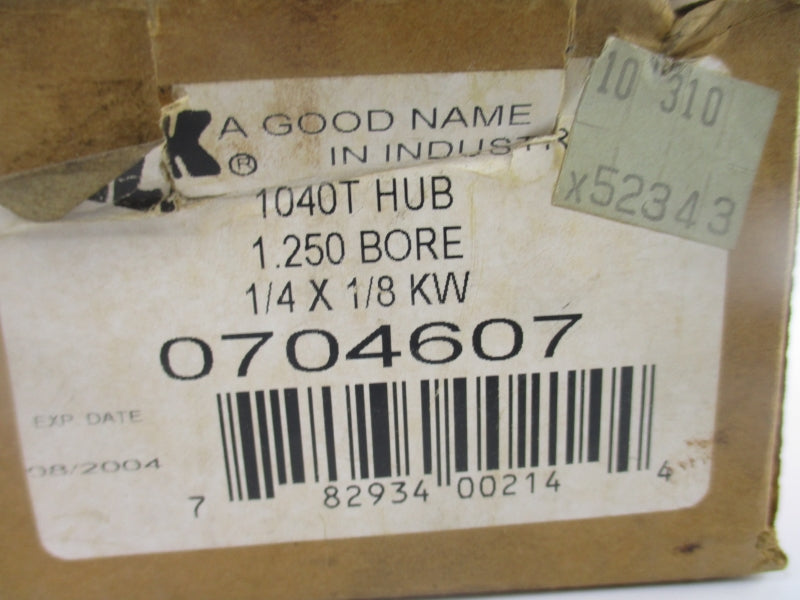 K® A GOOD NAME
IN INDUSTR
10 310
x52343
1040T HUB
1.250 BORE
1/4 X 1/8 KW
0704607
EXP. DATE
08/2004
7 82934 00214 4